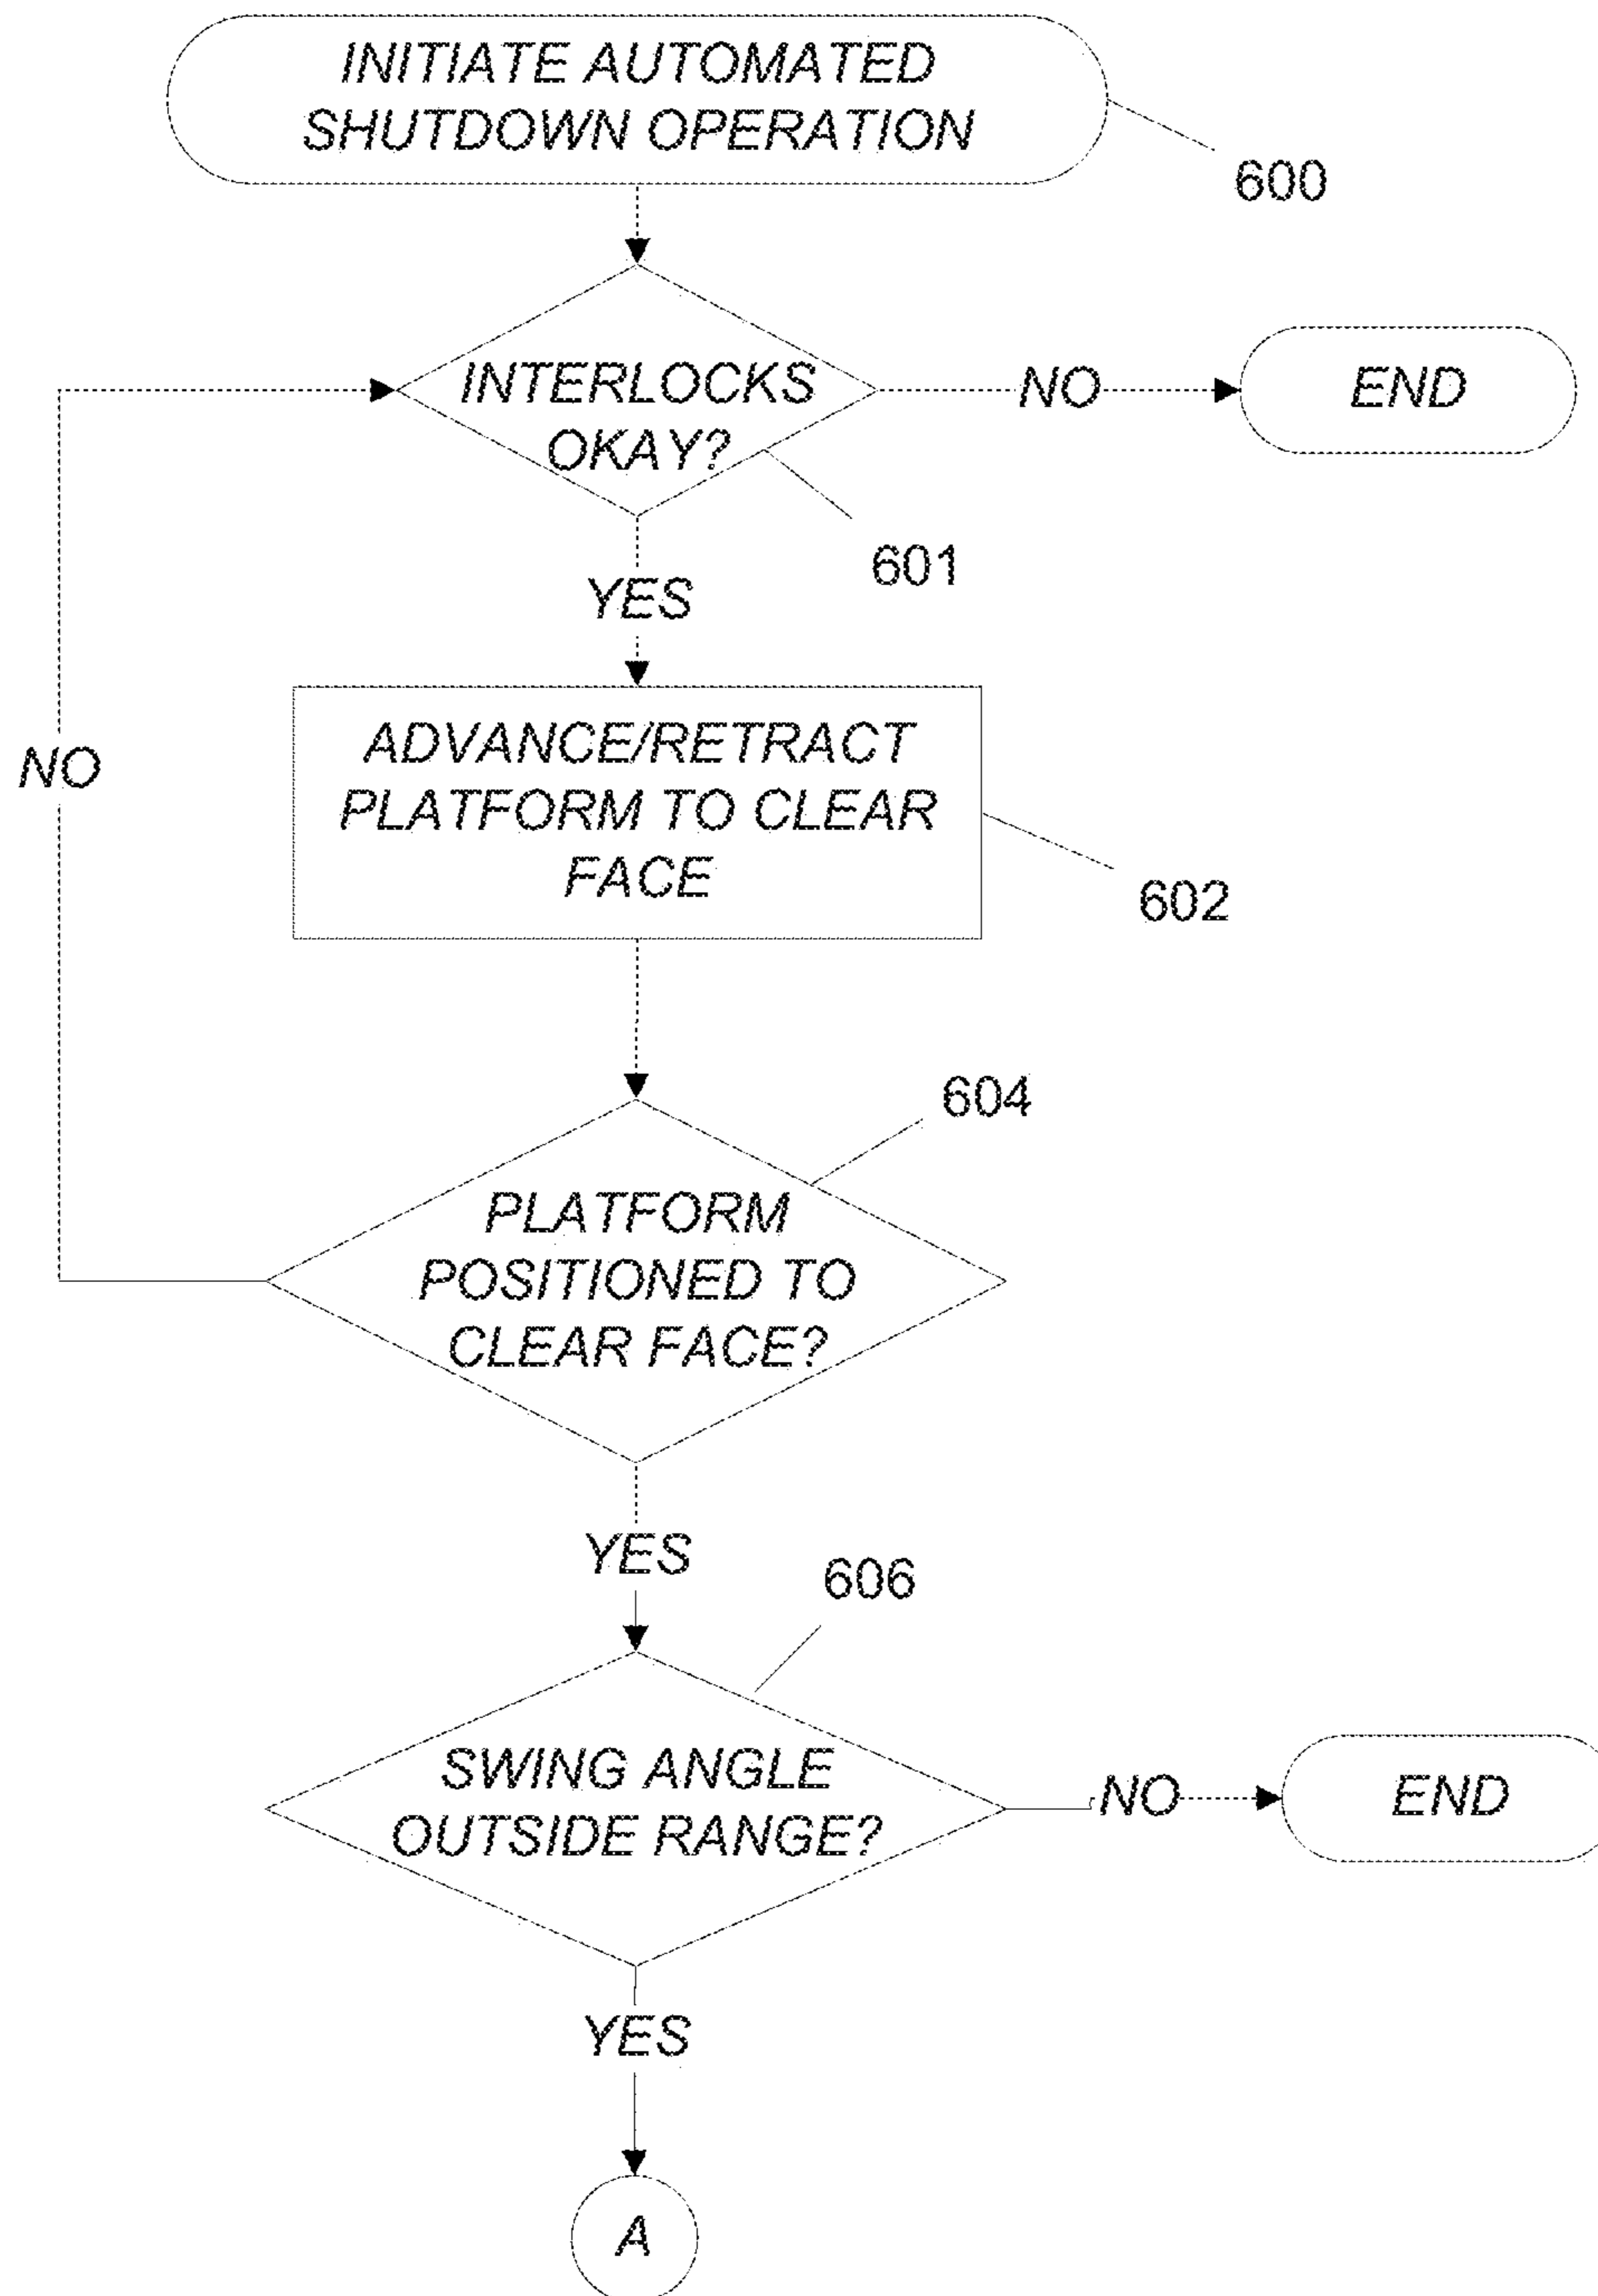 INITIATE AUTOMATED
SHUTDOWN OPERATION
600
INTERLOCKS
OKAY?
NO
END
601
YES
NO
ADVANCE/RETRACT
PLATFORM TO CLEAR
FACE
602
604
PLATFORM
POSITIONED TO
CLEAR FACE?
YES
606
SWING ANGLE
OUTSIDE RANGE?
NO
END
YES
A